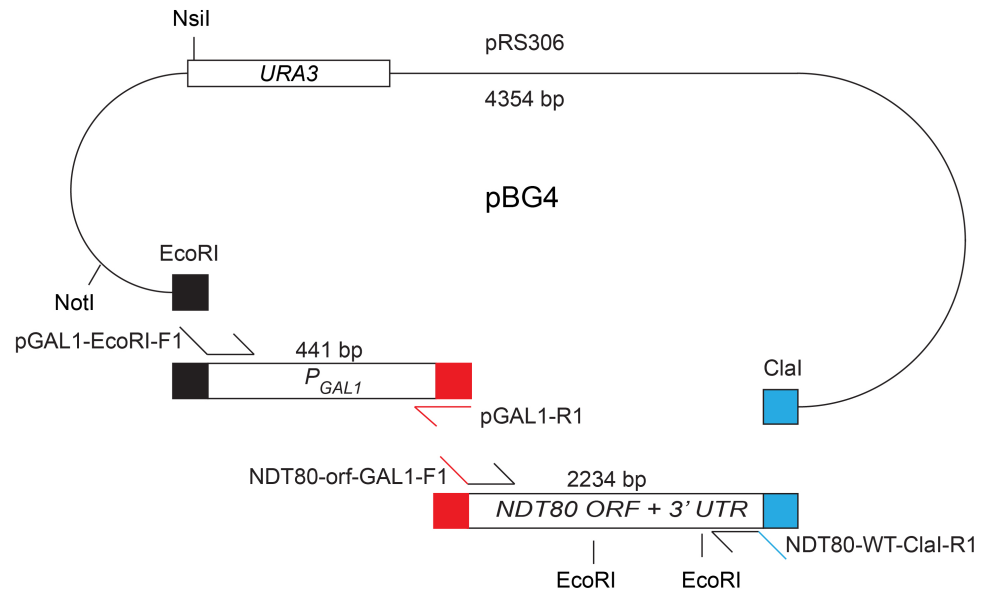 NsiI
pRS306
URA3
4354 bp
pBG4
EcoRI
NotI
pGAL1-EcoRI-F1
441 bp
PGAL1
ClaI
pGAL1-R1
NDT80-orf-GAL1-F1
2234 bp
NDT80 ORF + 3’ UTR
NDT80-WT-ClaI-R1
EcoRI
EcoRI